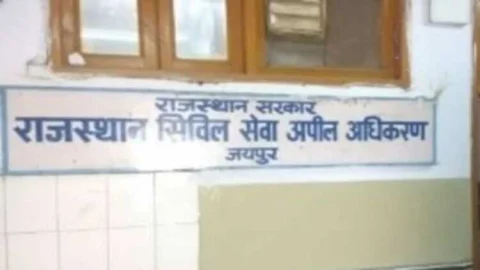 राजस्थान सरकार
राजस्थान सिविल सेवा अपील अधिकरण
जयपुर